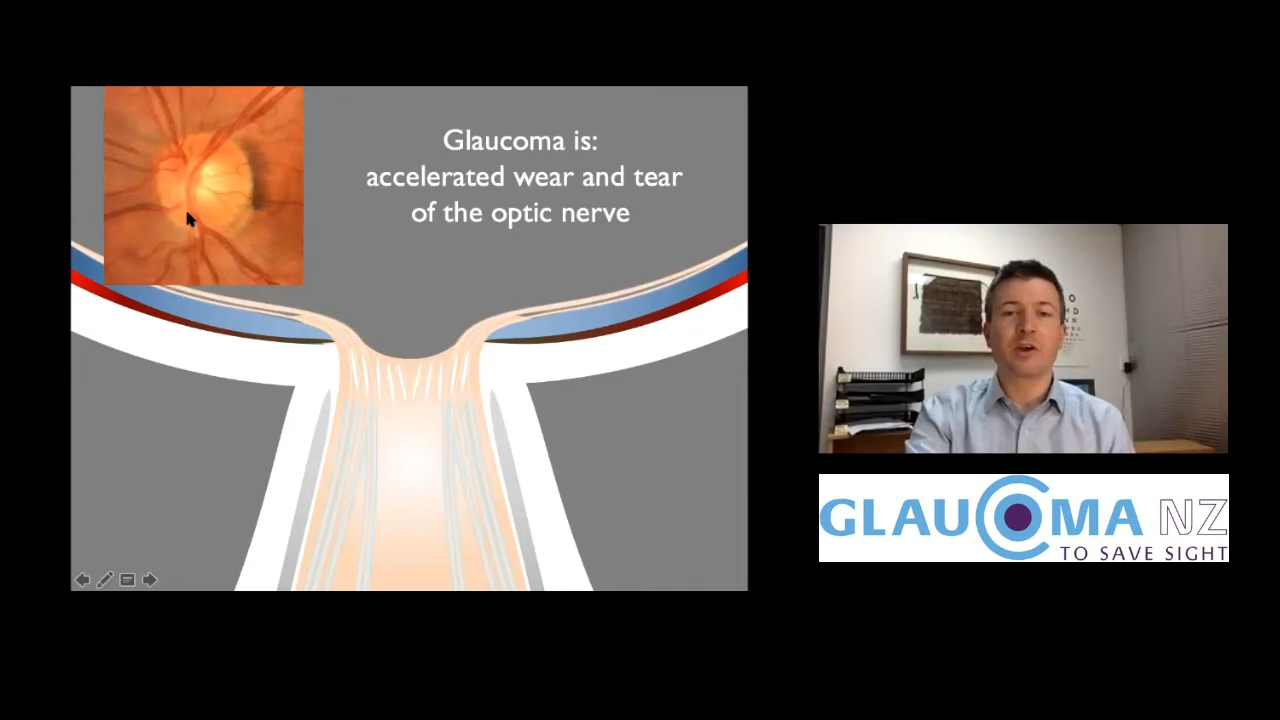 Glaucoma is:
accelerated wear and tear
of the optic nerve
GLAUCOMA NZ
TO SAVE SIGHT